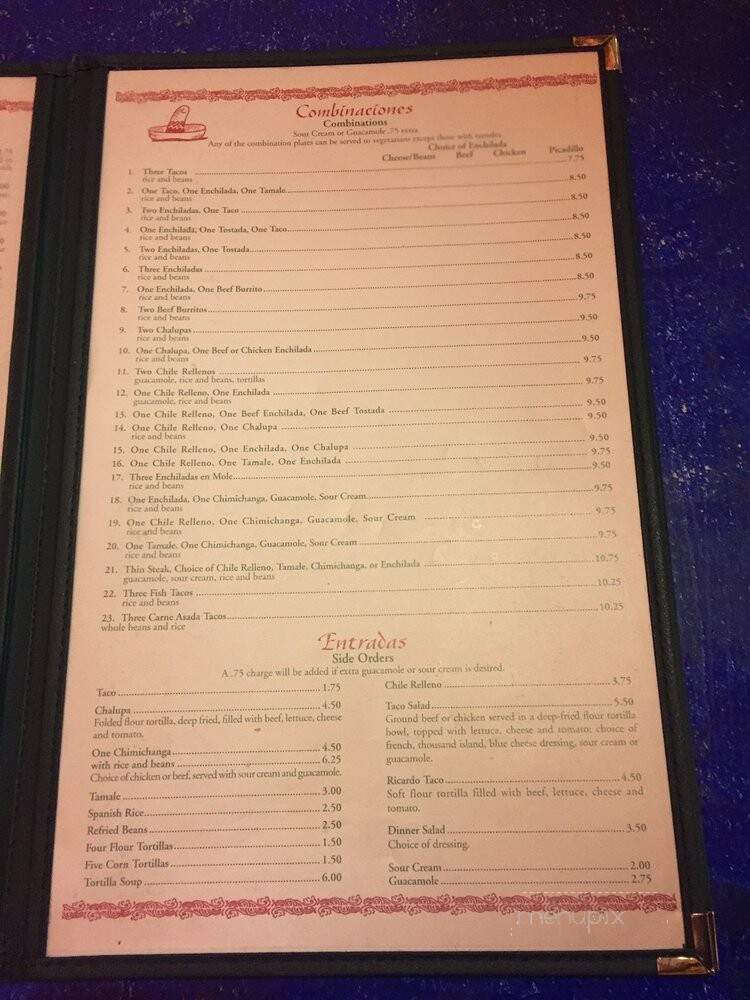 Combinaciones
Combinations
Sour Cream or Guacamole .75 extra
Any of the combination plates can be served to vegetarians except those with tamales.
Choice of Enchilada
Cheese/Beans Beef Chicken Picadillo
1. Three Tacos 7.75
rice and beans
2. One Taco, One Enchilada, One Tamale 8.50
rice and beans
3. Two Enchiladas, One Taco 8.50
rice and beans
4. One Enchilada, One Tostada, One Taco 8.50
rice and beans
5. Two Enchiladas, One Tostada 8.50
rice and beans
6. Three Enchiladas 8.50
rice and beans
7. One Enchilada, One Beef Burrito 8.50
rice and beans
8. Two Beef Burritos 9.75
rice and beans
9. Two Chalupas 9.50
rice and beans
10. One Chalupa, One Beef or Chicken Enchilada 9.50
rice and beans
11. Two Chile Rellenos 9.75
guacamole, rice and beans, tortillas
12. One Chile Relleno, One Enchilada 9.75
guacamole, rice and beans
13. One Chile Relleno, One Beef Enchilada, One Beef Tostada 9.50
14. One Chile Relleno, One Chalupa 9.50
rice and beans
15. One Chile Relleno, One Enchilada, One Chalupa 9.50
16. One Chile Relleno, One Tamale, One Enchilada 9.75
17. Three Enchiladas en Mole 9.50
rice and beans
18. One Enchilada, One Chimichanga, Guacamole, Sour Cream 9.75
rice and beans
19. One Chile Relleno, One Chimichanga, Guacamole, Sour Cream 9.75
rice and beans
20. One Tamale, One Chimichanga, Guacamole, Sour Cream 9.75
rice and beans
21. Thin Steak, Choice of Chile Relleno, Tamale, Chimichanga, or Enchilada 10.75
guacamole, sour cream, rice and beans
22. Three Fish Tacos 10.25
rice and beans
23. Three Carne Asada Tacos 10.25
whole beans and rice
Entradas
Side Orders
A .75 charge will be added if extra guacamole or sour cream is desired.
Taco 1.75
Chalupa 4.50
Folded flour tortilla, deep fried, filled with beef, lettuce, cheese
and tomato.
One Chimichanga 4.50
with rice and beans 6.25
Choice of chicken or beef, served with sour cream and guacamole.
Tamale 3.00
Spanish Rice 2.50
Refried Beans 2.50
Four Flour Tortillas 1.50
Five Corn Tortillas 1.50
Tortilla Soup 6.00
Chile Relleno 3.75
Taco Salad 5.50
Ground beef or chicken served in a deep-fried flour tortilla
bowl, topped with lettuce, cheese and tomato; choice of
french, thousand island, blue cheese dressing, sour cream or
guacamole.
Ricardo Taco 4.50
Soft flour tortilla filled with beef, lettuce, cheese and
tomato.
Dinner Salad 3.50
Choice of dressing.
Sour Cream 2.00
Guacamole 2.75
menupix